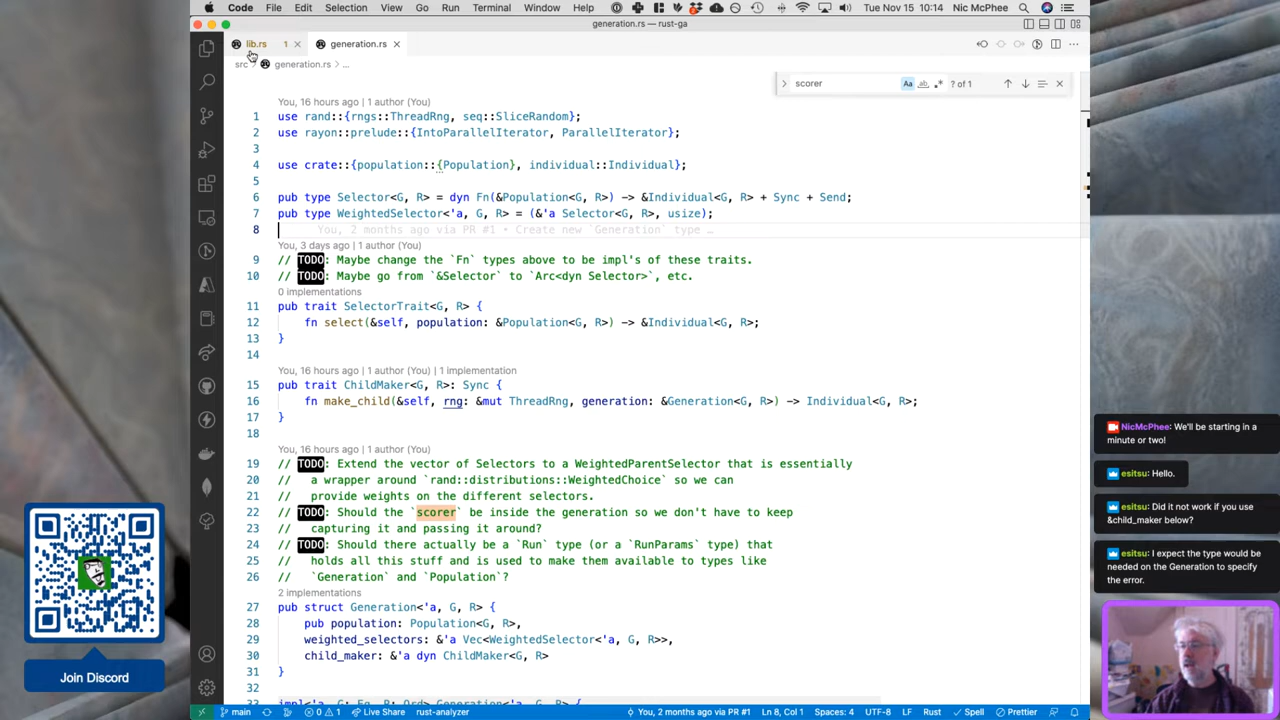 Code File Edit Selection View Go Run Terminal Window Help Tue Nov 15 10:14 Nic McPhee
generation.rs — rust-ga
lib.rs 1 generation.rs
src > generation.rs > ...
scorer Aa ab ? of 1
You, 16 hours ago | 1 author (You)
1 use rand::{rngs::ThreadRng, seq::SliceRandom};
2 use rayon::prelude::{IntoParallelIterator, ParallelIterator};
3
4 use crate::{population::{Population}, individual::Individual};
5
6 pub type Selector<G, R> = dyn Fn(&Population<G, R>) -> &Individual<G, R> + Sync + Send;
7 pub type WeightedSelector<'a, G, R> = (&'a Selector<G, R>, usize);
8 You, 2 months ago via PR #1 • Create new `Generation` type …
You, 3 days ago | 1 author (You)
9 // TODO: Maybe change the `Fn` types above to be impl's of these traits.
10 // TODO: Maybe go from `&Selector` to `Arc<dyn Selector>`, etc.
0 implementations
11 pub trait SelectorTrait<G, R> {
12 fn select(&self, population: &Population<G, R>) -> &Individual<G, R>;
13 }
14
You, 16 hours ago | 1 author (You) | 1 implementation
15 pub trait ChildMaker<G, R>: Sync {
16 fn make_child(&self, rng: &mut ThreadRng, generation: &Generation<G, R>) -> Individual<G, R>;
17 }
18
You, 16 hours ago | 1 author (You)
19 // TODO: Extend the vector of Selectors to a WeightedParentSelector that is essentially
20 // a wrapper around `rand::distributions::WeightedChoice` so we can
21 // provide weights on the different selectors.
22 // TODO: Should the `scorer` be inside the generation so we don't have to keep
23 // capturing it and passing it around?
24 // TODO: Should there actually be a `Run` type (or a `RunParams` type) that
25 // holds all this stuff and is used to make them available to types like
26 // `Generation` and `Population`?
2 implementations
27 pub struct Generation<'a, G, R> {
28 pub population: Population<G, R>,
29 weighted_selectors: &'a Vec<WeightedSelector<'a, G, R>>,
30 child_maker: &'a dyn ChildMaker<G, R>
31 }
32
33 impl<'a, G: Eq, R: Ord> Generation<'a, G, R> {
main 0 1 Live Share rust-analyzer You, 2 months ago via PR #1 Ln 8, Col 1 Spaces: 4 UTF-8 LF Rust Spell Prettier
NicMcPhee: We'll be starting in a
minute or two!
esitsu: Hello.
esitsu: Did it not work if you use
&child_maker below?
esitsu: I expect the type would be
needed on the Generation to specify
the error.
Join Discord